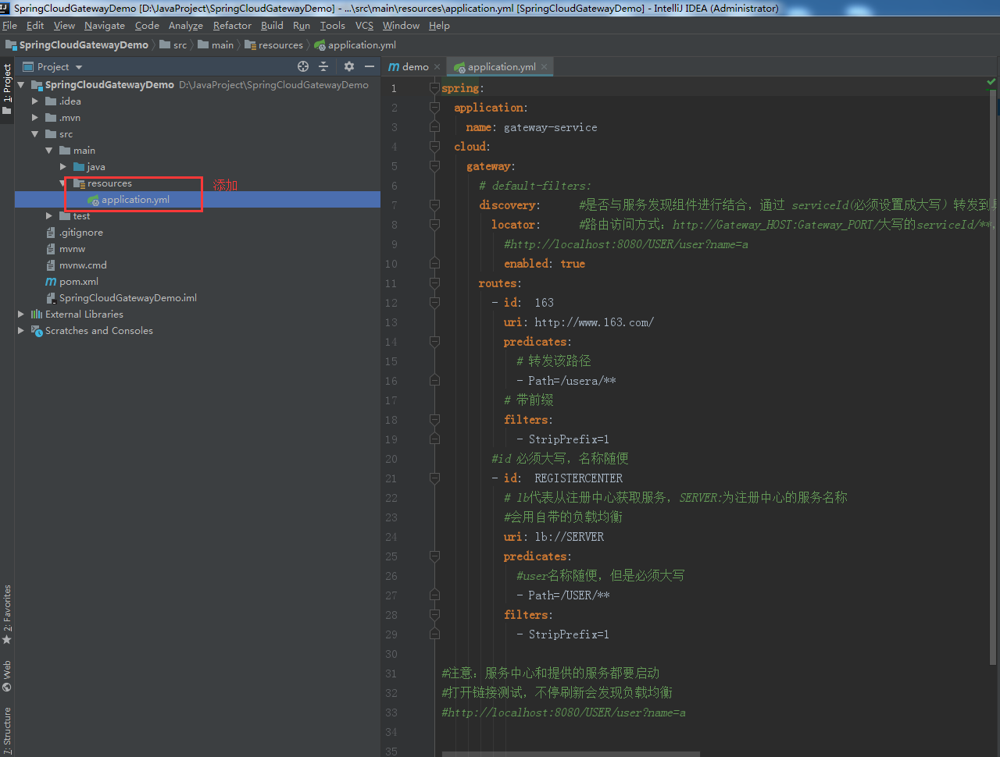 SpringCloudGatewayDemo [D:\JavaProject\SpringCloudGatewayDemo] - ...\src\main\resources\application.yml [SpringCloudGatewayDemo] - IntelliJ IDEA (Administrator)
File Edit View Navigate Code Analyze Refactor Build Run Tools VCS Window Help
SpringCloudGatewayDemo src main resources application.yml
Project
demo
application.yml
1: Project
SpringCloudGatewayDemo D:\JavaProject\SpringCloudGatewayDemo
.idea
.mvn
src
main
java
resources
添加
application.yml
test
.gitignore
mvnw
mvnw.cmd
pom.xml
SpringCloudGatewayDemo.iml
External Libraries
Scratches and Consoles
2: Favorites
Web
7: Structure
1 spring:
2 application:
3 name: gateway-service
4 cloud:
5 gateway:
6 # default-filters:
7 discovery: #是否与服务发现组件进行结合，通过 serviceId(必须设置成大写) 转发到
8 locator: #路由访问方式：http://Gateway_HOST:Gateway_PORT/大写的serviceId/**,
9 #http://localhost:8080/USER/user?name=a
10 enabled: true
11 routes:
12 - id: 163
13 uri: http://www.163.com/
14 predicates:
15 # 转发该路径
16 - Path=/usera/**
17 # 带前缀
18 filters:
19 - StripPrefix=1
20 #id 必须大写，名称随便
21 - id: REGISTERCENTER
22 # lb代表从注册中心获取服务，SERVER:为注册中心的服务名称
23 #会用自带的负载均衡
24 uri: lb://SERVER
25 predicates:
26 #user名称随便，但是必须大写
27 - Path=/USER/**
28 filters:
29 - StripPrefix=1
30
31 #注意：服务中心和提供的服务都要启动
32 #打开链接测试，不停刷新会发现负载均衡
33 #http://localhost:8080/USER/user?name=a
34
35